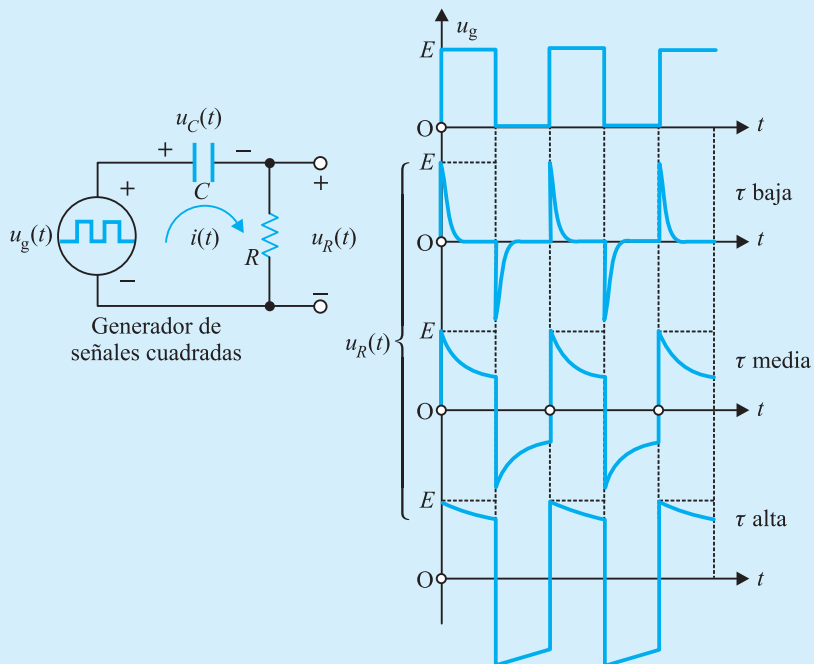 u_C(t)
+ −
C
+
u_g(t)
−
i(t)
R
+
u_R(t)
−
Generador de
señales cuadradas
u_g
E
O
t
E
τ baja
O
t
u_R(t)
E
τ media
O
t
E
τ alta
O
t